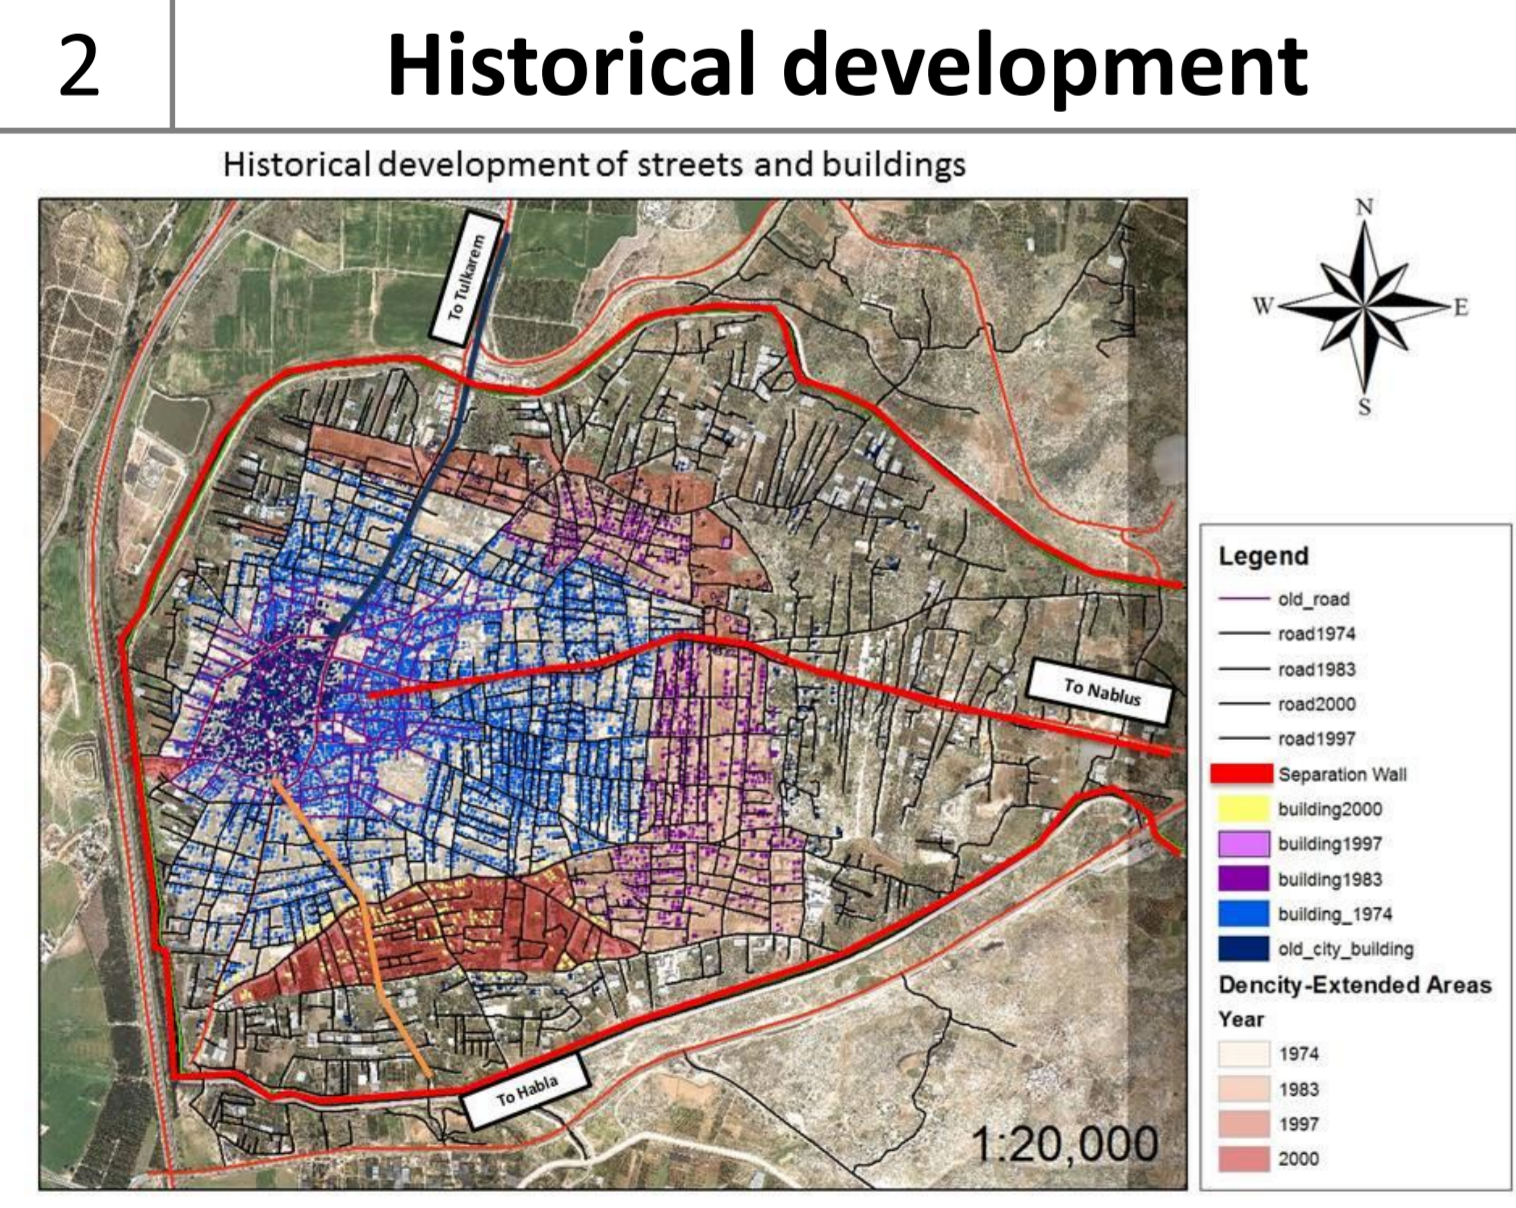 2
Historical development
Historical development of streets and buildings
To Tulkarem
To Nablus
To Habla
1:20,000
N
W
E
S
Legend
old_road
road1974
road1983
road2000
road1997
Separation Wall
building2000
building1997
building1983
building_1974
old_city_building
Dencity-Extended Areas
Year
1974
1983
1997
2000